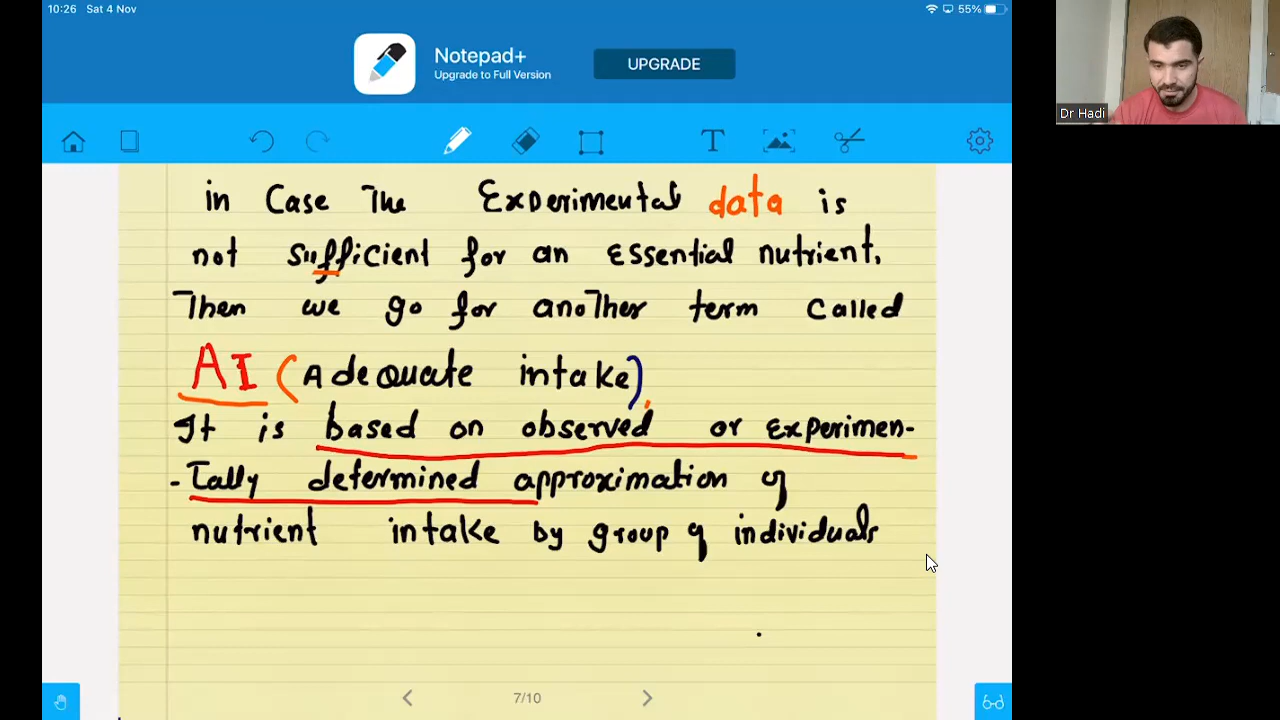 10:26 Sat 4 Nov
55%
Notepad+
Upgrade to Full Version
UPGRADE
T
Dr Hadi
in Case The Experimental data is
not sufficient for an essential nutrient.
Then we go for another term called
AI (Adequate intake).
It is based on observed or experimen-
-tally determined approximation of
nutrient intake by group of individuals
7/10